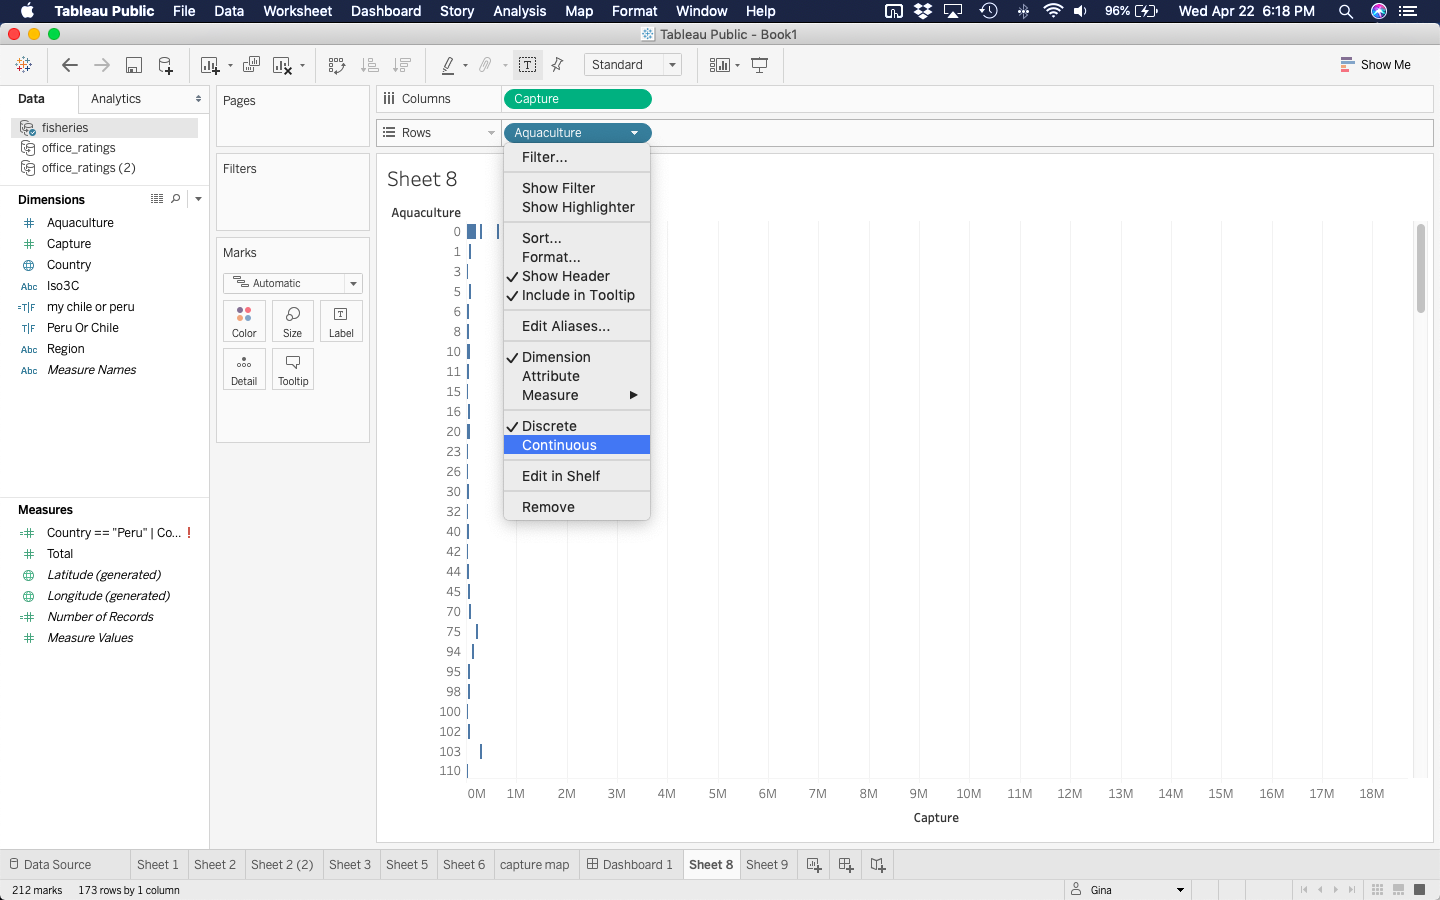 Tableau Public File Data Worksheet Dashboard Story Analysis Map Format Window Help 96% Wed Apr 22 6:18 PM
Tableau Public - Book1
Standard Show Me
Data Analytics
fisheries
office_ratings
office_ratings (2)
Dimensions
Aquaculture
Capture
Country
Abc Iso3C
=T|F my chile or peru
T|F Peru Or Chile
Abc Region
Abc Measure Names
Measures
=# Country == "Peru" | Co... !
# Total
Latitude (generated)
Longitude (generated)
=# Number of Records
# Measure Values
Pages
Filters
Marks
Automatic
Color Size Label
Detail Tooltip
Columns Capture
Rows Aquaculture
Sheet 8
Aquaculture
0
1
3
5
6
8
10
11
15
16
20
23
26
30
32
40
42
44
45
70
75
94
95
98
100
102
103
110
0M 1M 2M 3M 4M 5M 6M 7M 8M 9M 10M 11M 12M 13M 14M 15M 16M 17M 18M
Capture
Filter...
Show Filter
Show Highlighter
Sort...
Format...
Show Header
Include in Tooltip
Edit Aliases...
Dimension
Attribute
Measure
Discrete
Continuous
Edit in Shelf
Remove
Data Source Sheet 1 Sheet 2 Sheet 2 (2) Sheet 3 Sheet 5 Sheet 6 capture map Dashboard 1 Sheet 8 Sheet 9
212 marks 173 rows by 1 column Gina